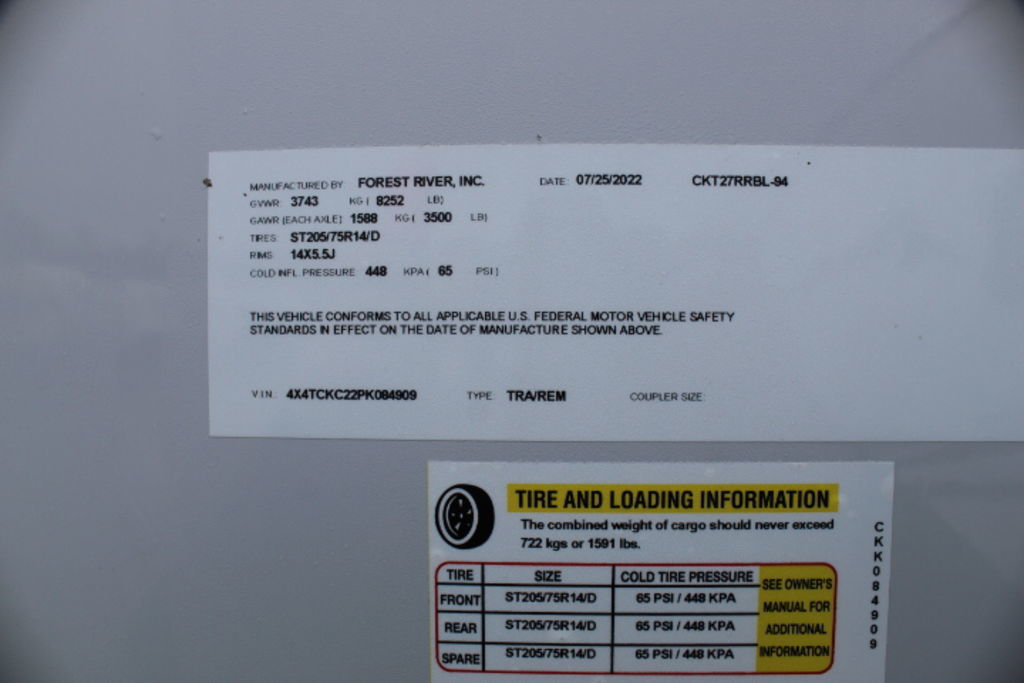 MANUFACTURED BY: FOREST RIVER, INC. DATE: 07/25/2022 CKT27RRBL-94
GVWR: 3743 KG ( 8252 LB)
GAWR (EACH AXLE) 1588 KG ( 3500 LB)
TIRES: ST205/75R14/D
RIMS: 14X5.5J
COLD INFL. PRESSURE 448 KPA ( 65 PSI)
THIS VEHICLE CONFORMS TO ALL APPLICABLE U.S. FEDERAL MOTOR VEHICLE SAFETY
STANDARDS IN EFFECT ON THE DATE OF MANUFACTURE SHOWN ABOVE.
V.I.N.: 4X4TCKC22PK084909 TYPE: TRA/REM COUPLER SIZE:
TIRE AND LOADING INFORMATION
The combined weight of cargo should never exceed
722 kgs or 1591 lbs.
TIRE SIZE COLD TIRE PRESSURE
FRONT ST205/75R14/D 65 PSI / 448 KPA
REAR ST205/75R14/D 65 PSI / 448 KPA
SPARE ST205/75R14/D 65 PSI / 448 KPA
SEE OWNER'S
MANUAL FOR
ADDITIONAL
INFORMATION
CKK084909